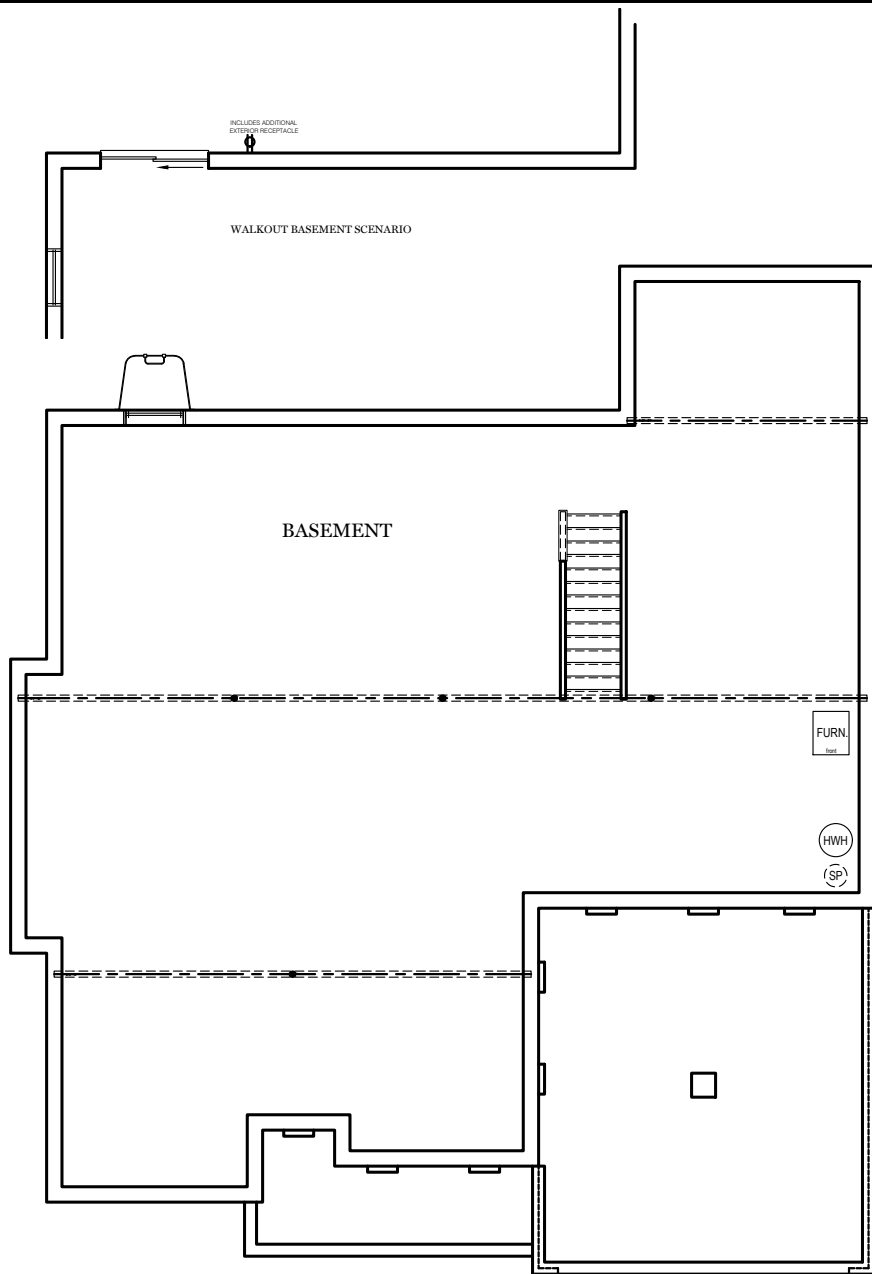 INCLUDES ADDITIONAL
EXTERIOR RECEPTACLE
WALKOUT BASEMENT SCENARIO
BASEMENT
FURN.
front
HWH
SP